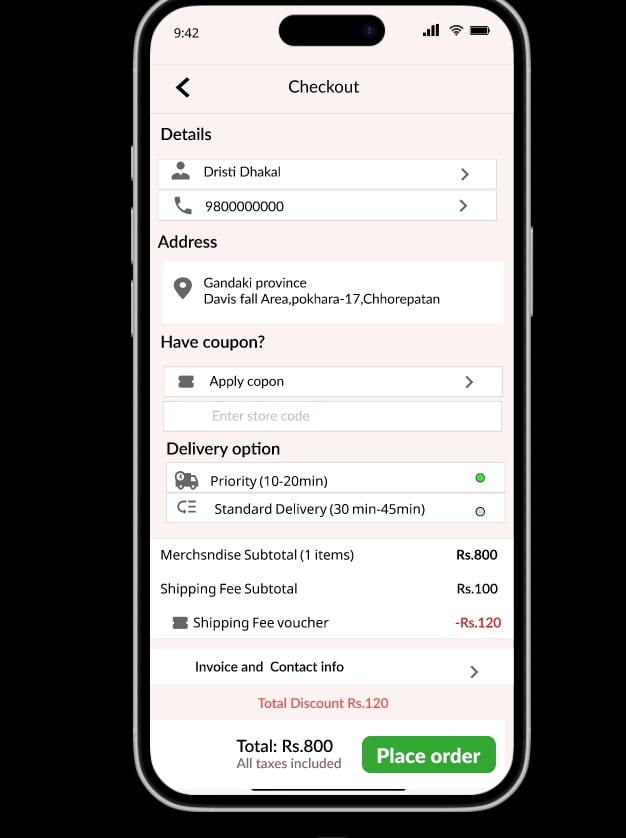 9:42
Checkout
Details
Dristi Dhakal
9800000000
Address
Gandaki province
Davis fall Area,pokhara-17,Chhorepatan
Have coupon?
Apply copon
Enter store code
Delivery option
Priority (10-20min)
Standard Delivery (30 min-45min)
Merchsndise Subtotal (1 items) Rs.800
Shipping Fee Subtotal Rs.100
Shipping Fee voucher -Rs.120
Invoice and Contact info
Total Discount Rs.120
Total: Rs.800
All taxes included
Place order